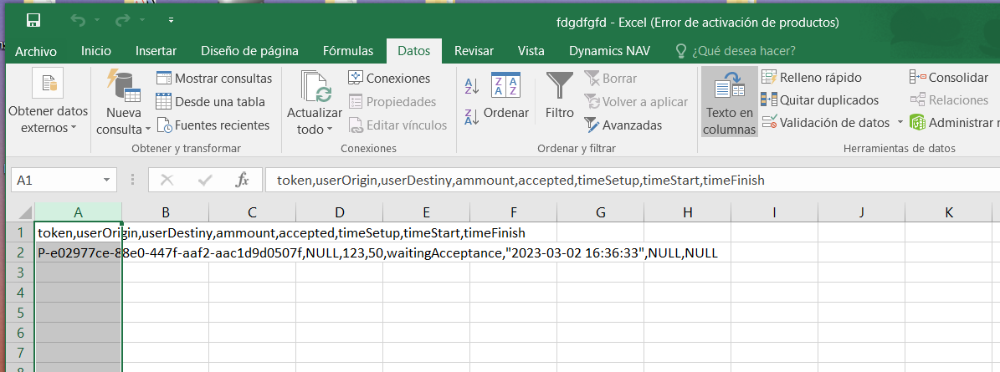 fdgdfgfd - Excel (Error de activación de productos)
Archivo Inicio Insertar Diseño de página Fórmulas Datos Revisar Vista Dynamics NAV ¿Qué desea hacer?
Obtener datos
externos
Nueva
consulta
Mostrar consultas
Desde una tabla
Fuentes recientes
Obtener y transformar
Actualizar
todo
Conexiones
Propiedades
Editar vínculos
Conexiones
Ordenar
Filtro
Borrar
Volver a aplicar
Avanzadas
Ordenar y filtrar
Texto en
columnas
Relleno rápido
Quitar duplicados
Validación de datos
Consolidar
Relaciones
Administrar
Herramientas de datos
A1 fx token,userOrigin,userDestiny,ammount,accepted,timeSetup,timeStart,timeFinish
A B C D E F G H I J K
1 token,userOrigin,userDestiny,ammount,accepted,timeSetup,timeStart,timeFinish
2 P-e02977ce-88e0-447f-aaf2-aac1d9d0507f,NULL,123,50,waitingAcceptance,"2023-03-02 16:36:33",NULL,NULL
3
4
5
6
7